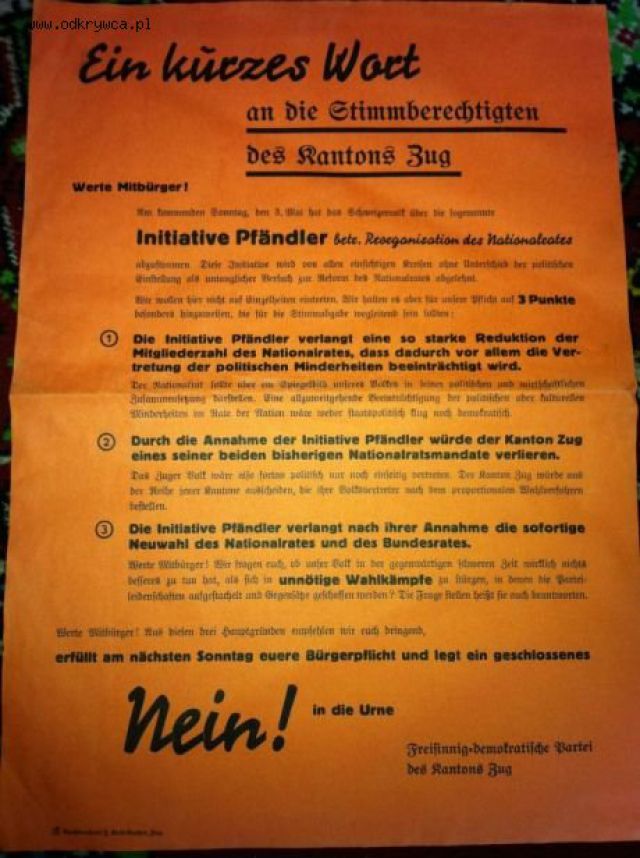 www.odkrywca.pl
Ein kurzes Wort
an die Stimmberechtigten
des Kantons Zug
Werte Mitbürger!
Am kommenden Sonntag, den 3. Mai hat das Schweizervolk über die sogenannte
Initiative Pfändler betr. Reorganisation des Nationalrates
abzustimmen. Diese Initiative wird von allen einsichtigen Kreisen ohne Unterschied der politischen
Einstellung als untauglicher Versuch zur Reform des Nationalrates abgelehnt.
Wir wollen hier nicht auf Einzelheiten eintreten. Wir halten es aber für unsere Pflicht auf 3 Punkte
besonders hinzuweisen, die für die Stimmabgabe wegleitend sein sollen:
1 Die Initiative Pfändler verlangt eine so starke Reduktion der
Mitgliederzahl des Nationalrates, dass dadurch vor allem die Ver-
tretung der politischen Minderheiten beeinträchtigt wird.
Der Nationalrat sollte aber ein Spiegelbild unseres Volkes in seiner politischen und wirtschaftlichen
Zusammensetzung darstellen. Eine allzuweitgehende Beeinträchtigung der politischen oder kulturellen
Minderheiten im Rate der Nation wäre weder staatspolitisch klug noch demokratisch.
2 Durch die Annahme der Initiative Pfändler würde der Kanton Zug
eines seiner beiden bisherigen Nationalratsmandate verlieren.
Das Zuger Volk wäre also fortan politisch nur noch einseitig vertreten. Der Kanton Zug würde aus
der Reihe jener Kantone ausscheiden, die ihre Volksvertreter nach dem proportionalen Wahlverfahren
bestellen.
3 Die Initiative Pfändler verlangt nach ihrer Annahme die sofortige
Neuwahl des Nationalrates und des Bundesrates.
Werte Mitbürger! Wir fragen euch, ob unser Volk in der gegenwärtigen schweren Zeit wirklich nichts
besseres zu tun hat, als sich in unnötige Wahlkämpfe zu stürzen, in denen die Partei-
leidenschaften aufgestachelt und Gegensätze geschaffen werden? Die Frage stellen heißt sie auch beantworten.
Werte Mitbürger! Aus diesen drei Hauptgründen empfehlen wir euch dringend,
erfüllt am nächsten Sonntag euere Bürgerpflicht und legt ein geschlossenes
Nein! in die Urne
Freisinnig-demokratische Partei
des Kantons Zug